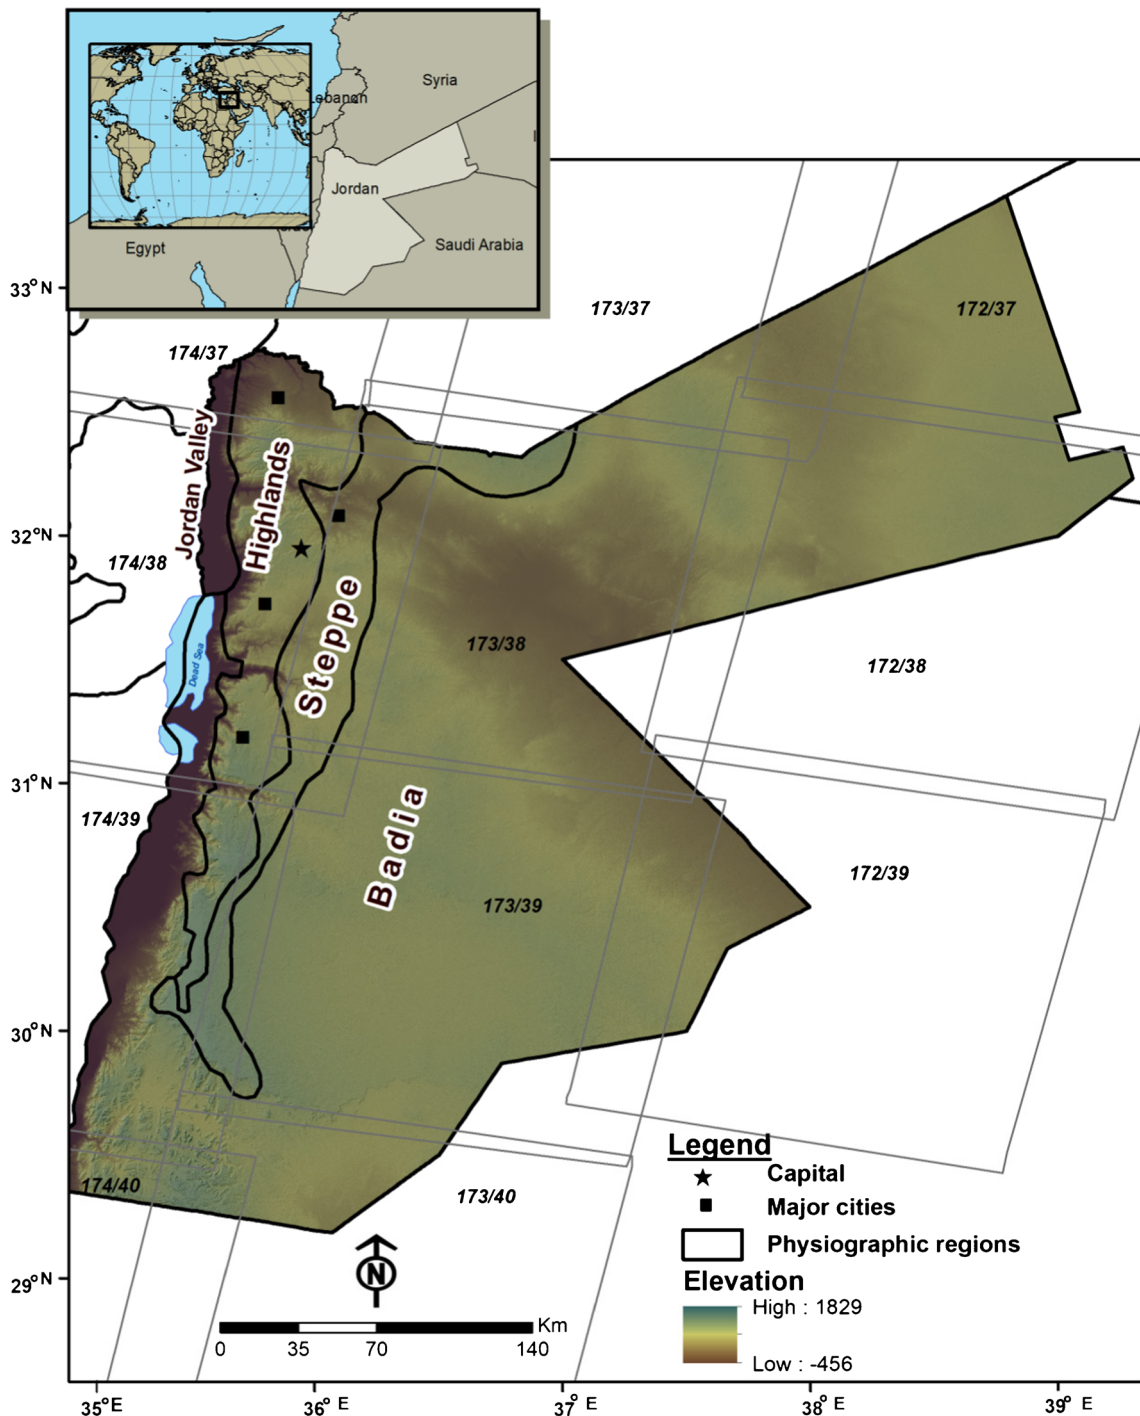 Syria
Lebanon
Jordan
Egypt
Saudi Arabia
33°N
32°N
31°N
30°N
29°N
173/37
172/37
174/37
Jordan Valley
Highlands
174/38
Steppe
Dead Sea
173/38
172/38
174/39
Badia
172/39
173/39
174/40
173/40
N
Km
0 35 70 140
Legend
Capital
Major cities
Physiographic regions
Elevation
High : 1829
Low : -456
35°E 36°E 37°E 38°E 39°E